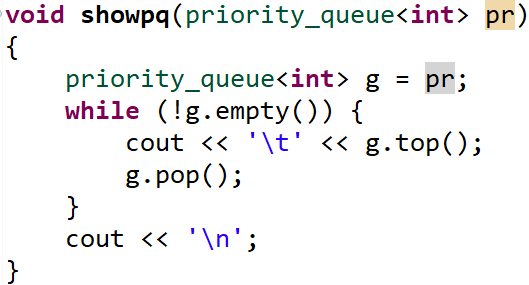 void showpq(priority_queue<int> pr)
{
    priority_queue<int> g = pr;
    while (!g.empty()) {
        cout << '\t' << g.top();
        g.pop();
    }
    cout << '\n';
}